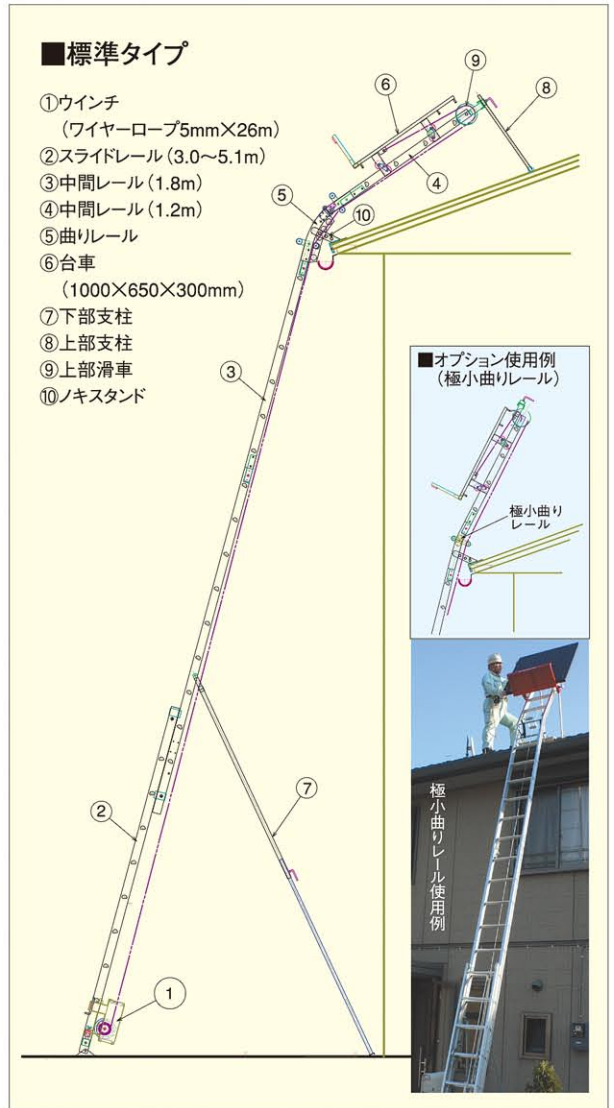 ■標準タイプ
①ウインチ
（ワイヤーロープ5mm×26m）
②スライドレール（3.0～5.1m）
③中間レール（1.8m）
④中間レール（1.2m）
⑤曲りレール
⑥台車
（1000×650×300mm）
⑦下部支柱
⑧上部支柱
⑨上部滑車
⑩ノキスタンド
⑥
⑨
⑧
④
⑤
⑩
③
②
⑦
①
■オプション使用例
（極小曲りレール）
極小曲り
レール
極小曲りレール使用例